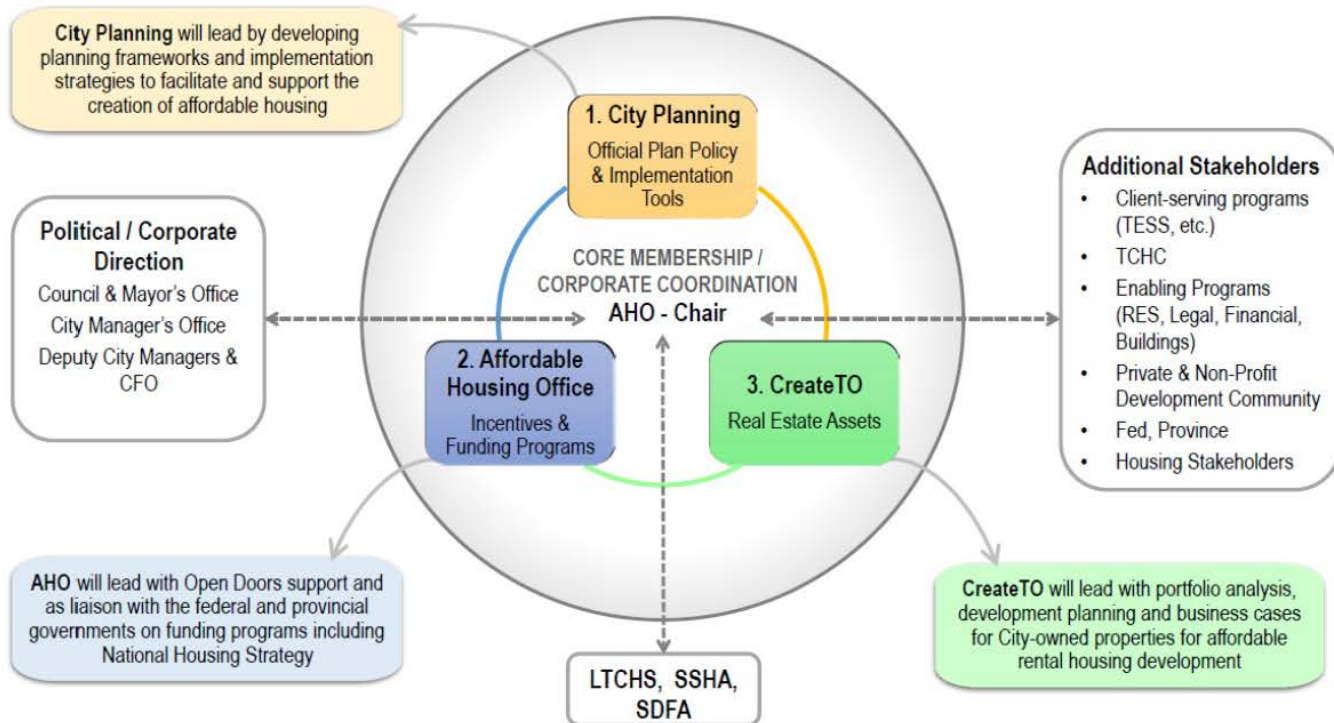 City Planning will lead by developing
planning frameworks and implementation
strategies to facilitate and support the
creation of affordable housing
1. City Planning
Official Plan Policy
& Implementation
Tools
Political / Corporate
Direction
Council & Mayor's Office
City Manager's Office
Deputy City Managers &
CFO
CORE MEMBERSHIP /
CORPORATE COORDINATION
AHO - Chair
2. Affordable
Housing Office
Incentives &
Funding Programs
3. CreateTO
Real Estate Assets
Additional Stakeholders
• Client-serving programs
(TESS, etc.)
• TCHC
• Enabling Programs
(RES, Legal, Financial,
Buildings)
• Private & Non-Profit
Development Community
• Fed, Province
• Housing Stakeholders
AHO will lead with Open Doors support and
as liaison with the federal and provincial
governments on funding programs including
National Housing Strategy
LTCHS, SSHA,
SDFA
CreateTO will lead with portfolio analysis,
development planning and business cases
for City-owned properties for affordable
rental housing development